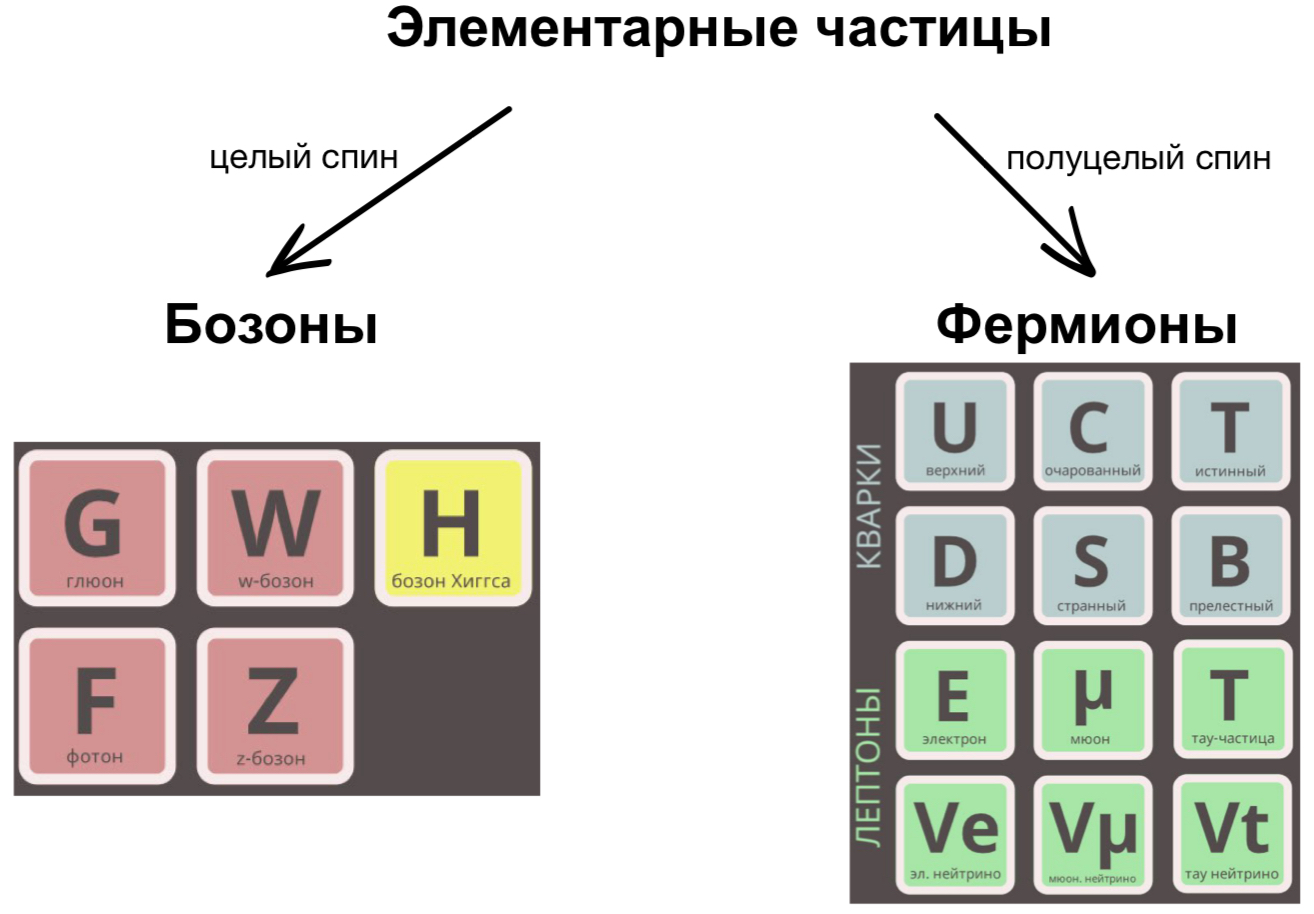 Элементарные частицы
целый спин
полуцелый спин
Бозоны
Фермионы
G
глюон
W
w-бозон
H
бозон Хиггса
F
фотон
Z
z-бозон
КВАРКИ
U
верхний
C
очарованный
T
истинный
D
нижний
S
странный
B
прелестный
ЛЕПТОНЫ
E
электрон
μ
мюон
T
тау-частица
Ve
эл. нейтрино
Vμ
мюон. нейтрино
Vt
тау нейтрино